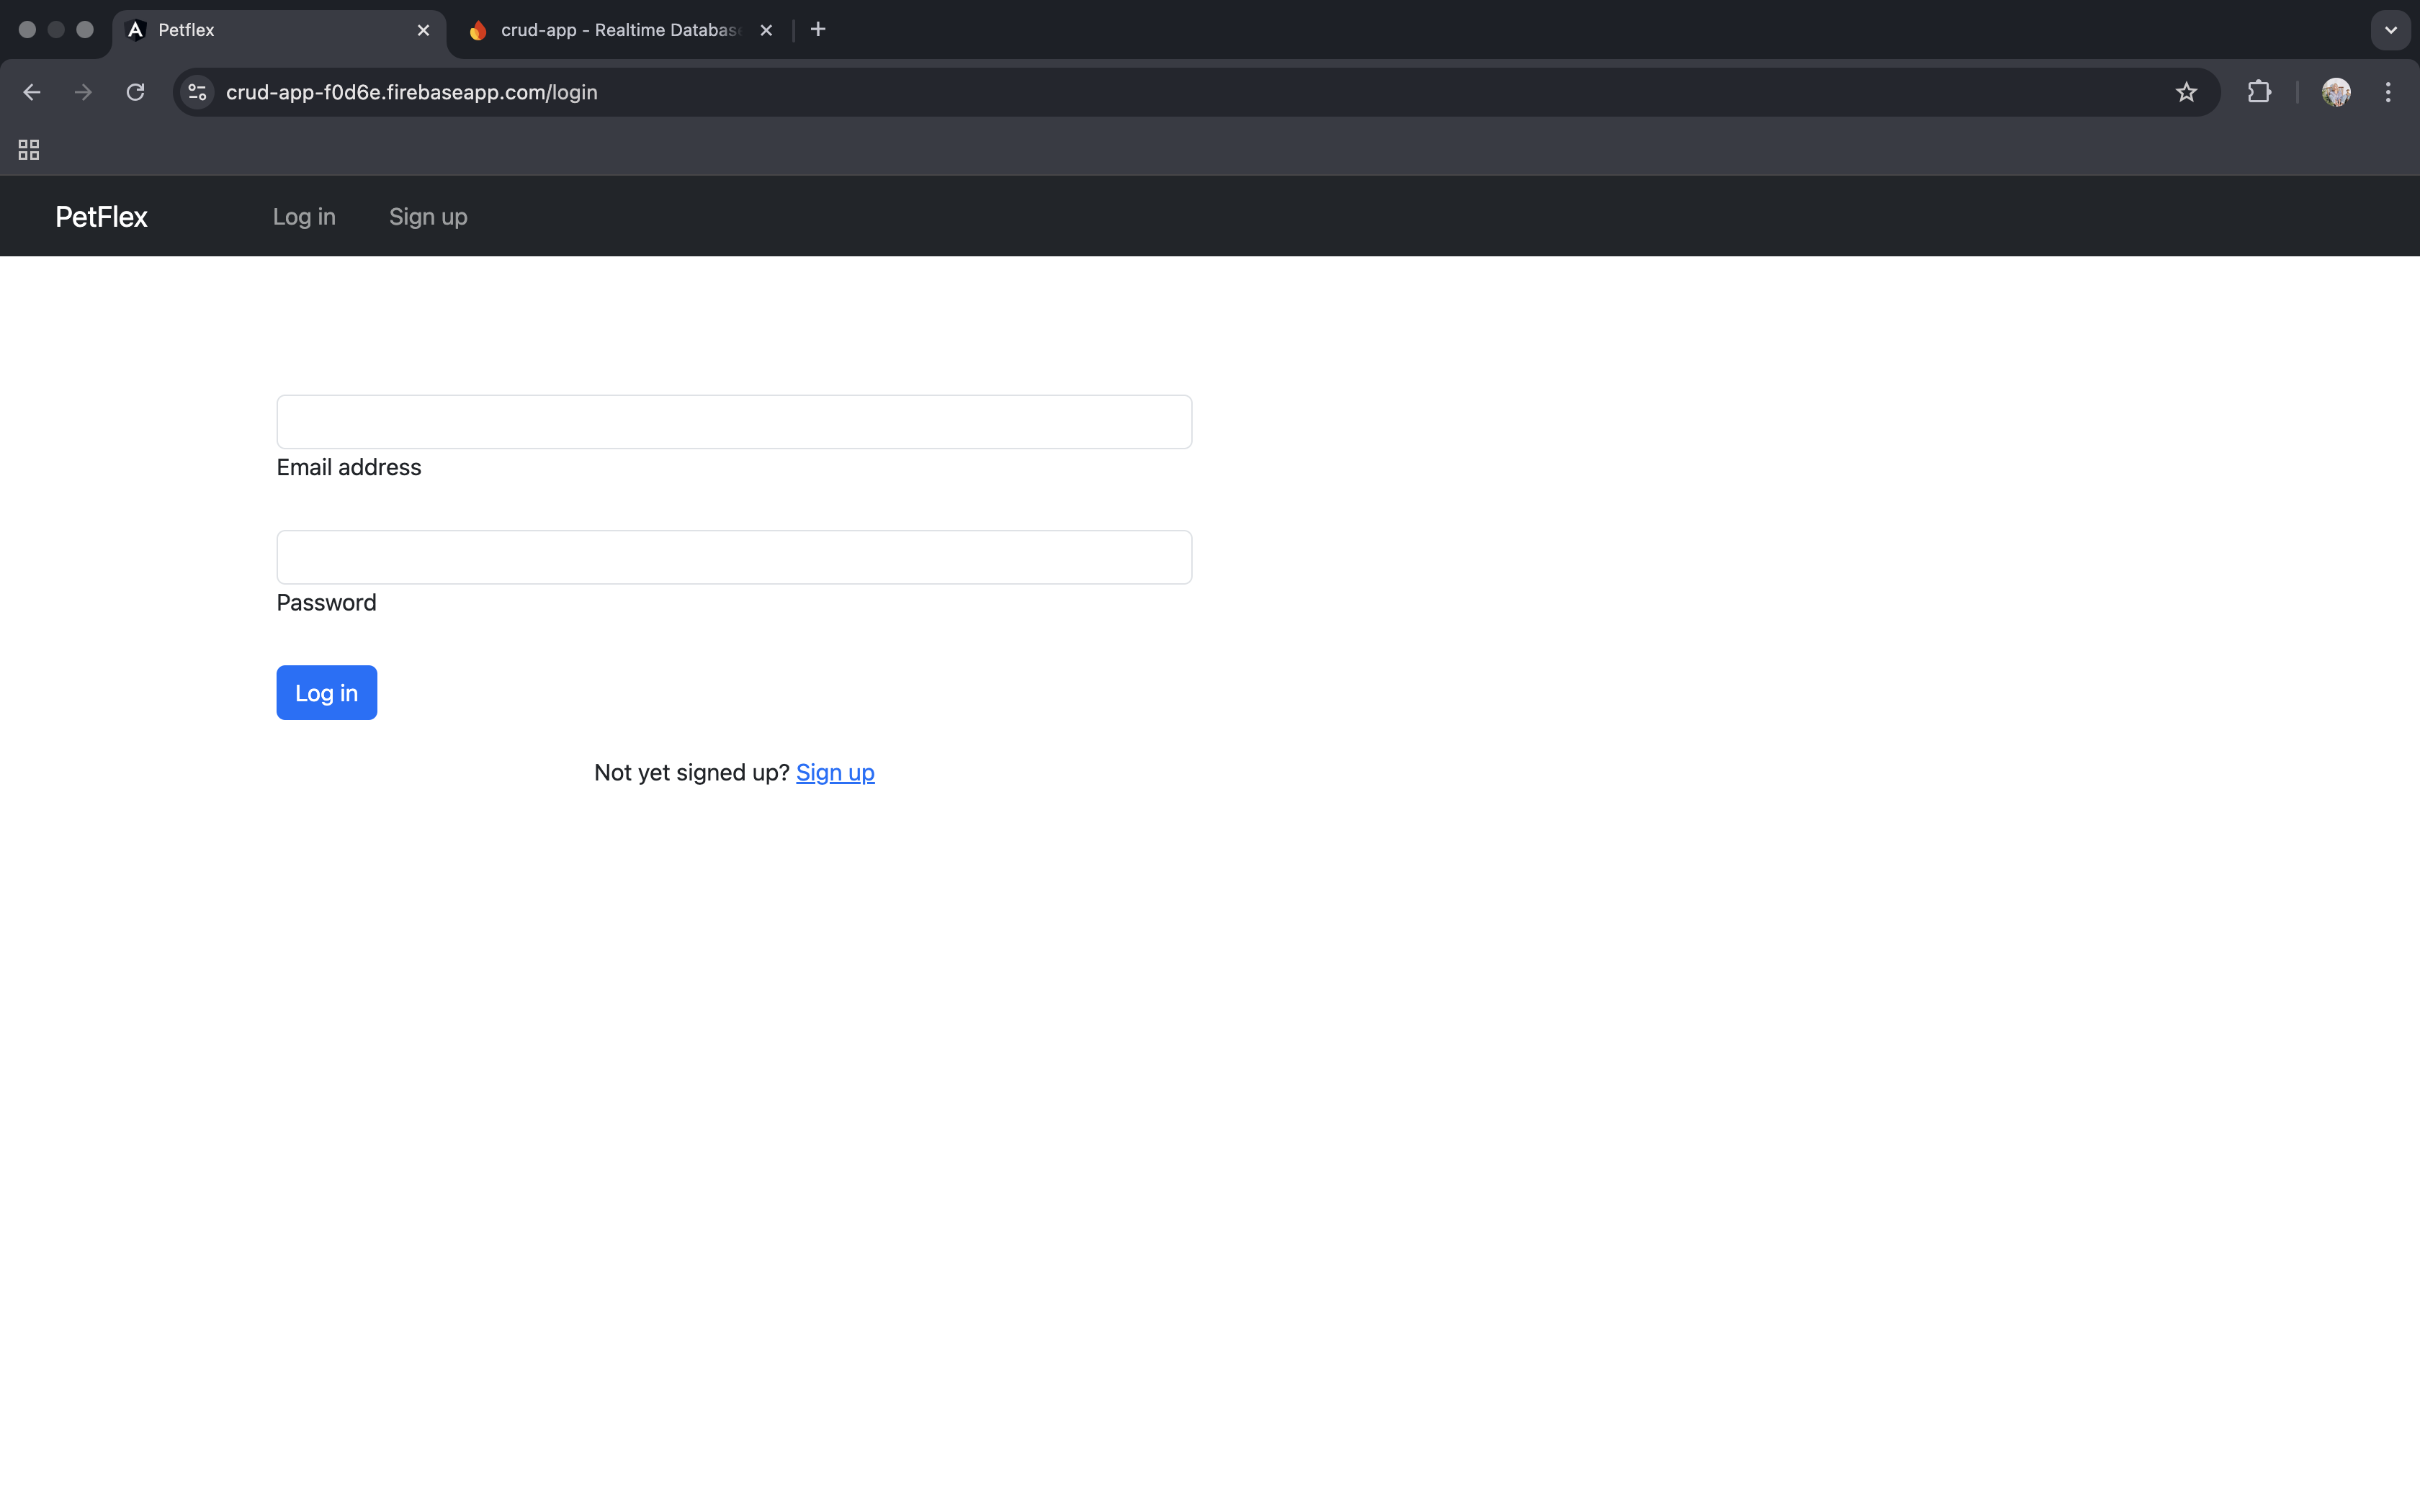 Petflex
crud-app - Realtime Databas
crud-app-f0d6e.firebaseapp.com/login
PetFlex Log in Sign up
Email address
Password
Log in
Not yet signed up? Sign up